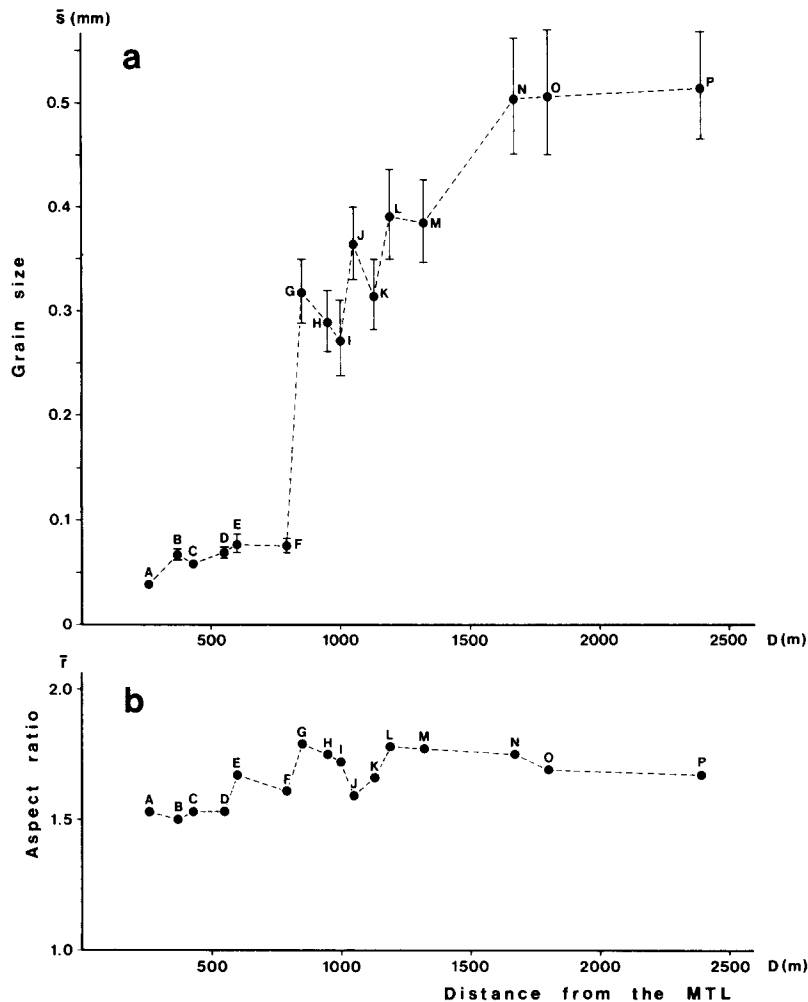 s̄ (mm)
a
0.5
0.4
0.3
0.2
0.1
0
Grain size
A
B
C
D
E
F
G
H
I
J
K
L
M
N
O
P
500
1000
1500
2000
2500
D (m)
r̄
b
2.0
1.5
1.0
Aspect ratio
A
B
C
D
E
F
G
H
I
J
K
L
M
N
O
P
500
1000
1500
2000
2500
D (m)
Distance from the MTL